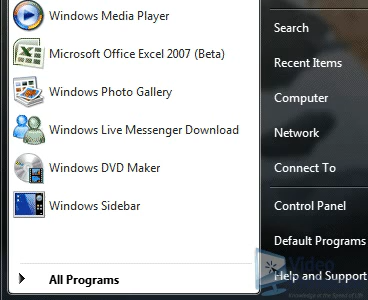 Windows Media Player
Microsoft Office Excel 2007 (Beta)
Windows Photo Gallery
Windows Live Messenger Download
Windows DVD Maker
Windows Sidebar
All Programs
Search
Recent Items
Computer
Network
Connect To
Control Panel
Default Programs
Help and Support
Video